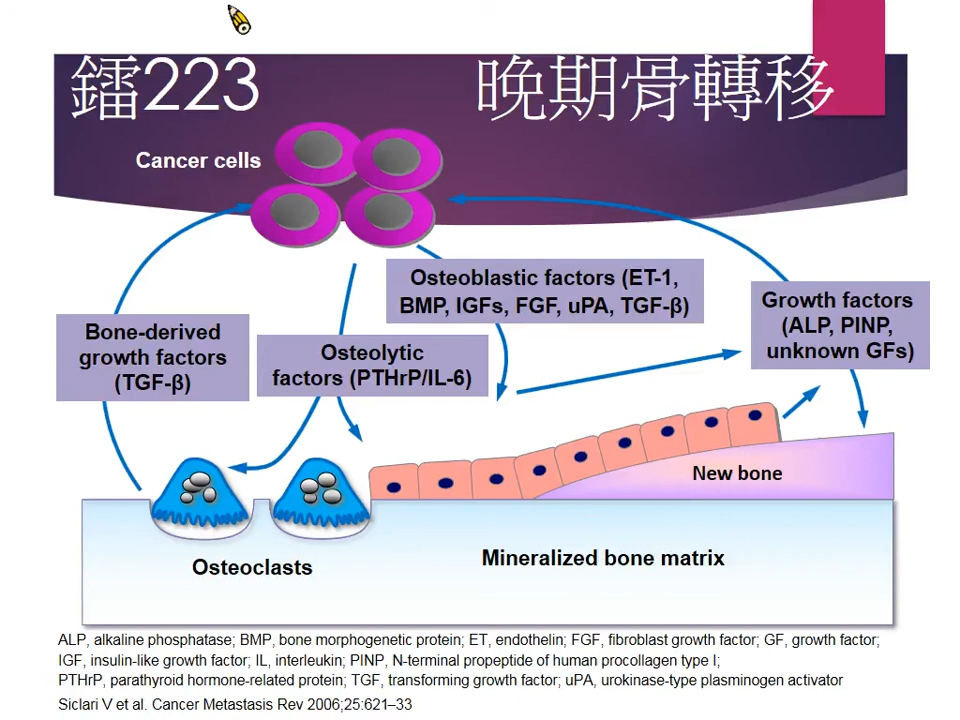 鐳223 晚期骨轉移
Cancer cells
Osteoblastic factors (ET-1,
BMP, IGFs, FGF, uPA, TGF-β)
Growth factors
(ALP, PINP,
unknown GFs)
Bone-derived
growth factors
(TGF-β)
Osteolytic
factors (PTHrP/IL-6)
New bone
Osteoclasts
Mineralized bone matrix
ALP, alkaline phosphatase; BMP, bone morphogenetic protein; ET, endothelin; FGF, fibroblast growth factor; GF, growth factor;
IGF, insulin-like growth factor; IL, interleukin; PINP, N-terminal propeptide of human procollagen type I;
PTHrP, parathyroid hormone-related protein; TGF, transforming growth factor; uPA, urokinase-type plasminogen activator
Siclari V et al. Cancer Metastasis Rev 2006;25:621–33